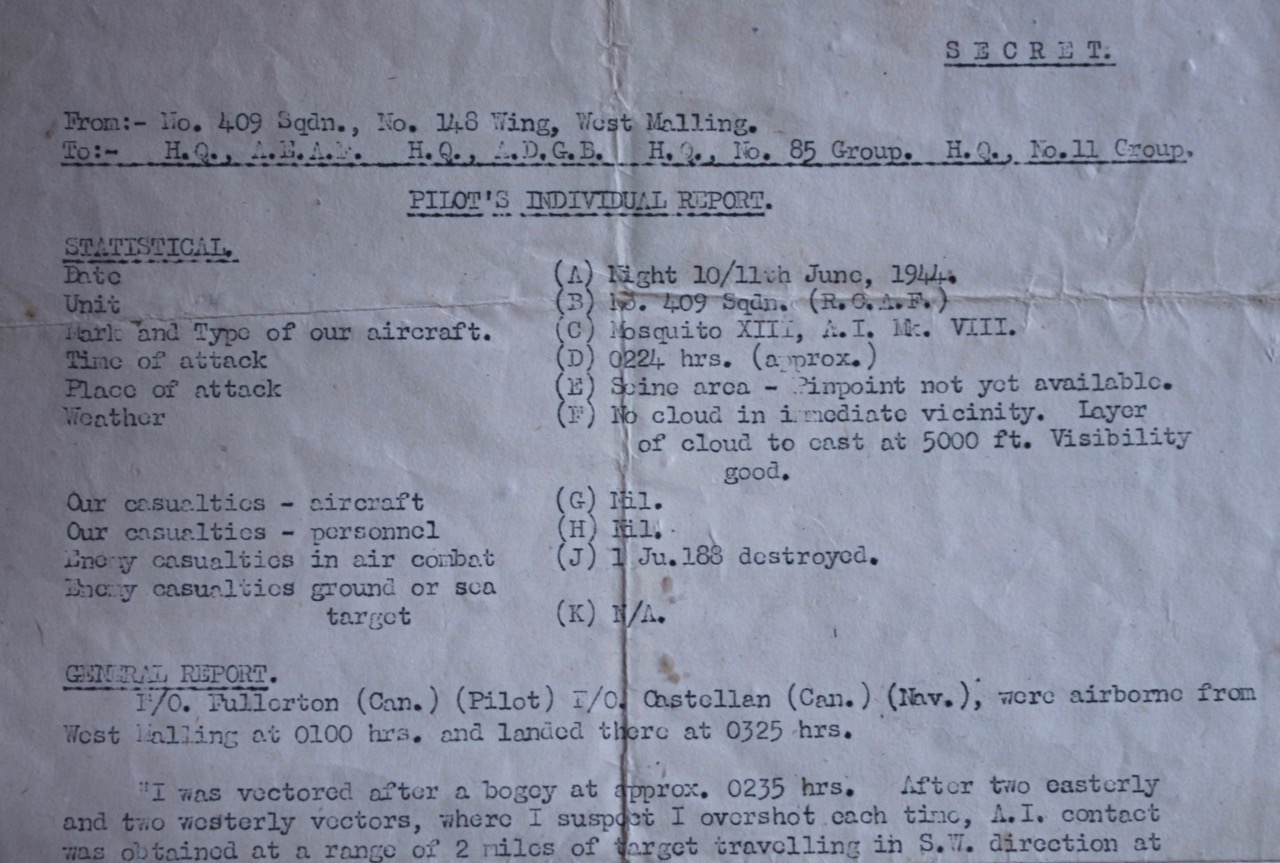 S E C R E T.
From:- No. 409 Sqdn., No. 148 Wing, West Malling.
To:- H.Q., A.E.A.F. H.Q., A.D.G.B. H.Q., No. 85 Group. H.Q., No.11 Group.
PILOT'S INDIVIDUAL REPORT.
STATISTICAL.
Date (A) Night 10/11th June, 1944.
Unit (B) No. 409 Sqdn. (R.C.A.F.)
Mark and Type of our aircraft. (C) Mosquito XIII, A.I. Mk. VIII.
Time of attack (D) 0224 hrs. (approx.)
Place of attack (E) Seine area - Pinpoint not yet available.
Weather (F) No cloud in immediate vicinity. Layer
of cloud to east at 5000 ft. Visibility
good.
Our casualties - aircraft (G) Nil.
Our casualties - personnel (H) Nil.
Enemy casualties in air combat (J) 1 Ju.188 destroyed.
Enemy casualties ground or sea
target (K) N/A.
GENERAL REPORT.
F/O. Fullerton (Can.) (Pilot) F/O. Castellan (Can.) (Nav.), were airborne from
West Malling at 0100 hrs. and landed there at 0325 hrs.
"I was vectored after a bogey at approx. 0235 hrs. After two easterly
and two westerly vectors, where I suspect I overshot each time, A.I. contact
was obtained at a range of 2 miles of target travelling in S.W. direction at